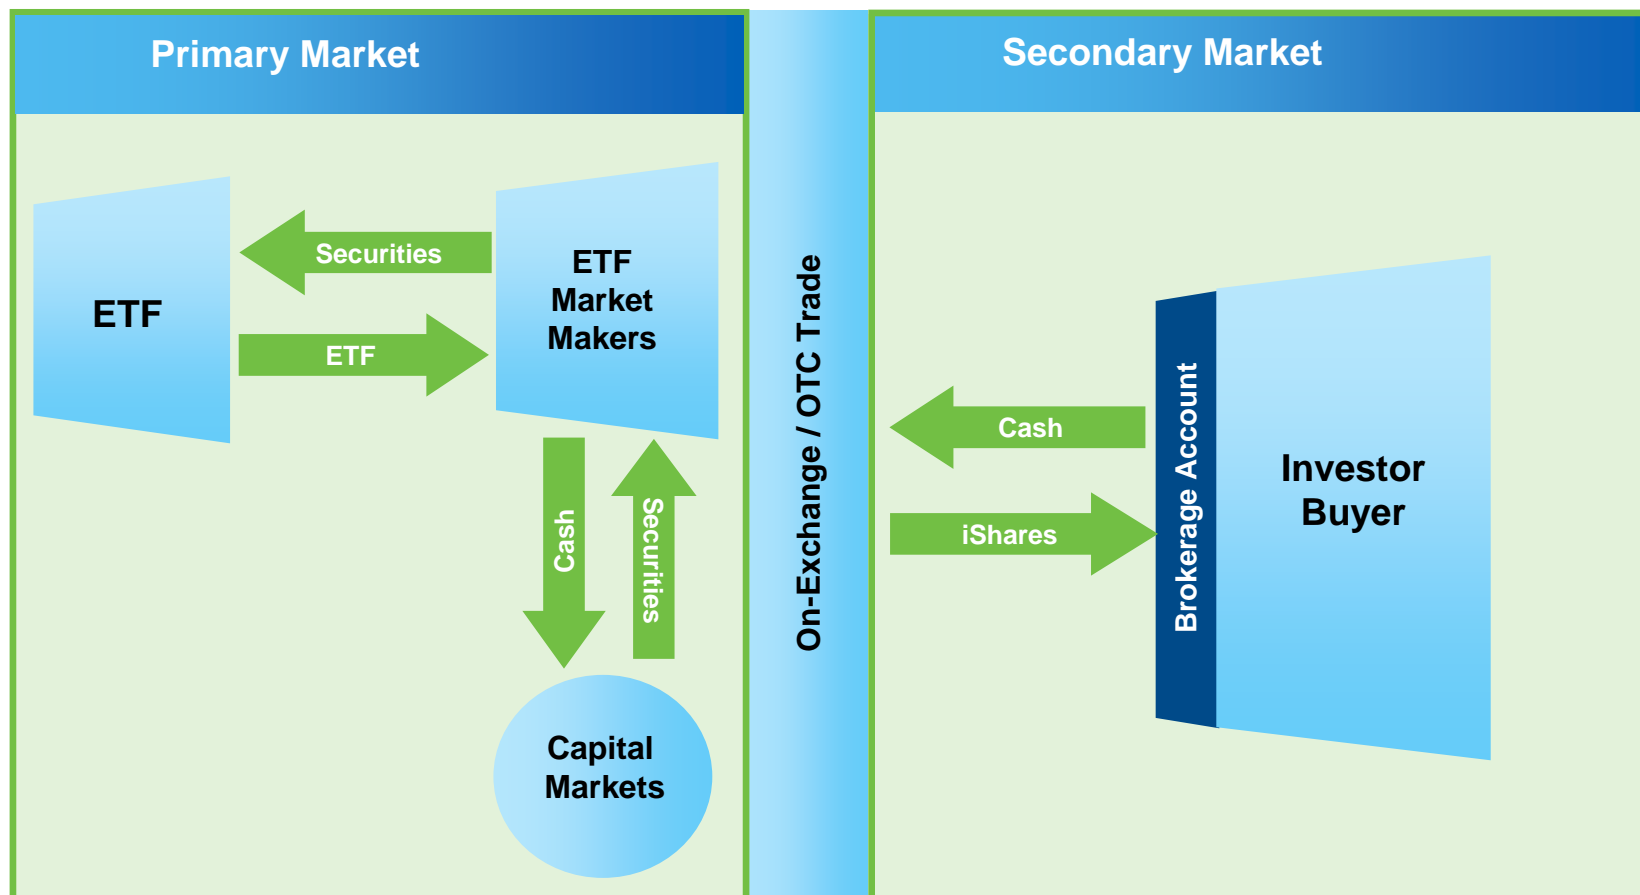 Primary Market
Secondary Market
Securities
ETF
ETF
ETF
Market
Makers
Cash
Securities
Capital
Markets
On-Exchange / OTC Trade
Cash
iShares
Brokerage Account
Investor
Buyer